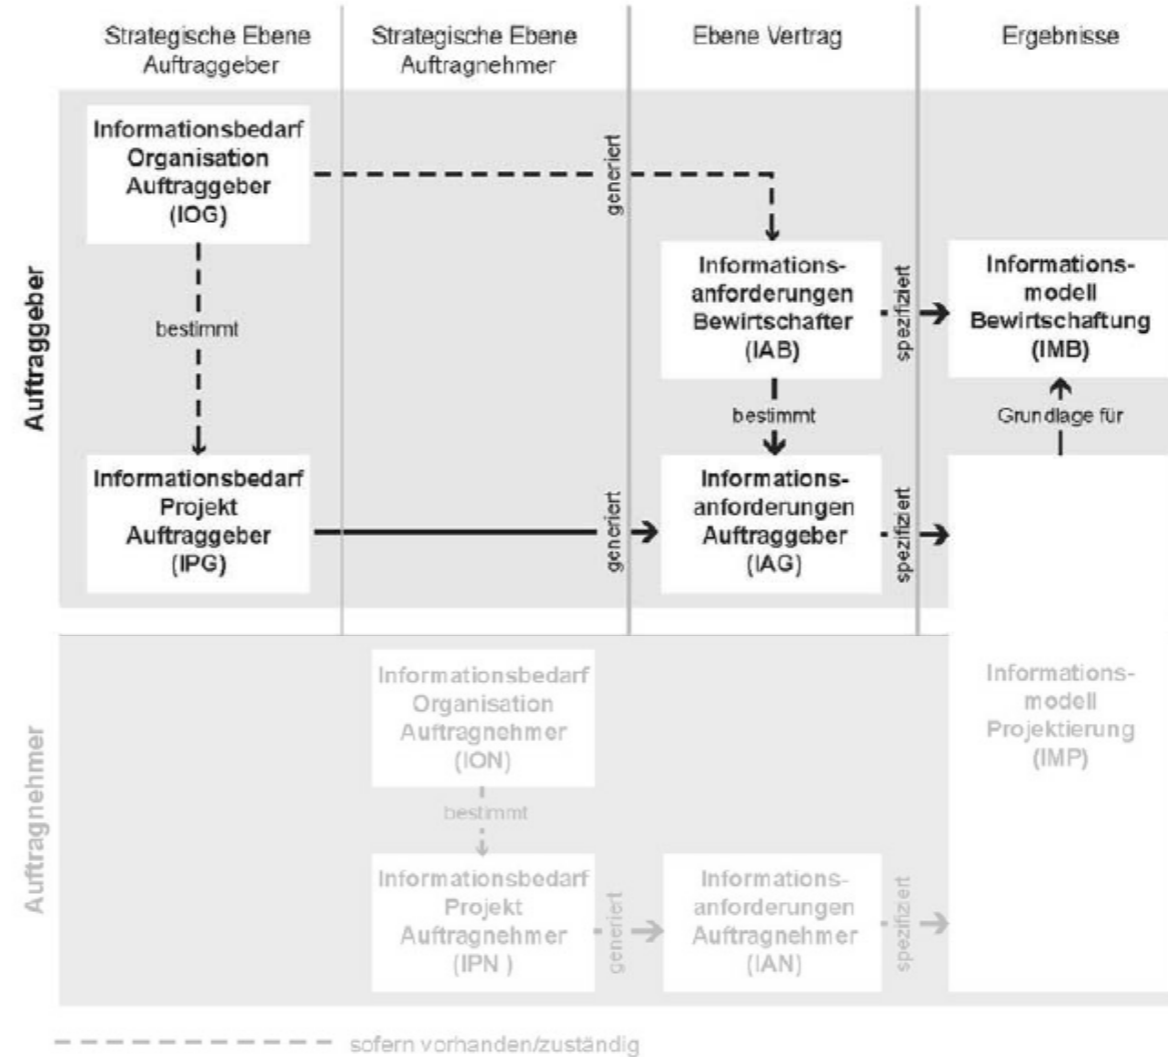 Strategische Ebene
Auftraggeber
Strategische Ebene
Auftragnehmer
Ebene Vertrag
Ergebnisse
Auftraggeber
Informationsbedarf
Organisation
Auftraggeber
(IOG)
generiert
bestimmt
Informations-
anforderungen
Bewirtschafter
(IAB)
spezifiziert
Informations-
modell
Bewirtschaftung
(IMB)
bestimmt
Grundlage für
Informationsbedarf
Projekt
Auftraggeber
(IPG)
generiert
Informations-
anforderungen
Auftraggeber
(IAG)
spezifiziert
Auftragnehmer
Informationsbedarf
Organisation
Auftragnehmer
(ION)
bestimmt
Informationsbedarf
Projekt
Auftragnehmer
(IPN )
generiert
Informations-
anforderungen
Auftragnehmer
(IAN)
spezifiziert
Informations-
modell
Projektierung
(IMP)
sofern vorhanden/zuständig